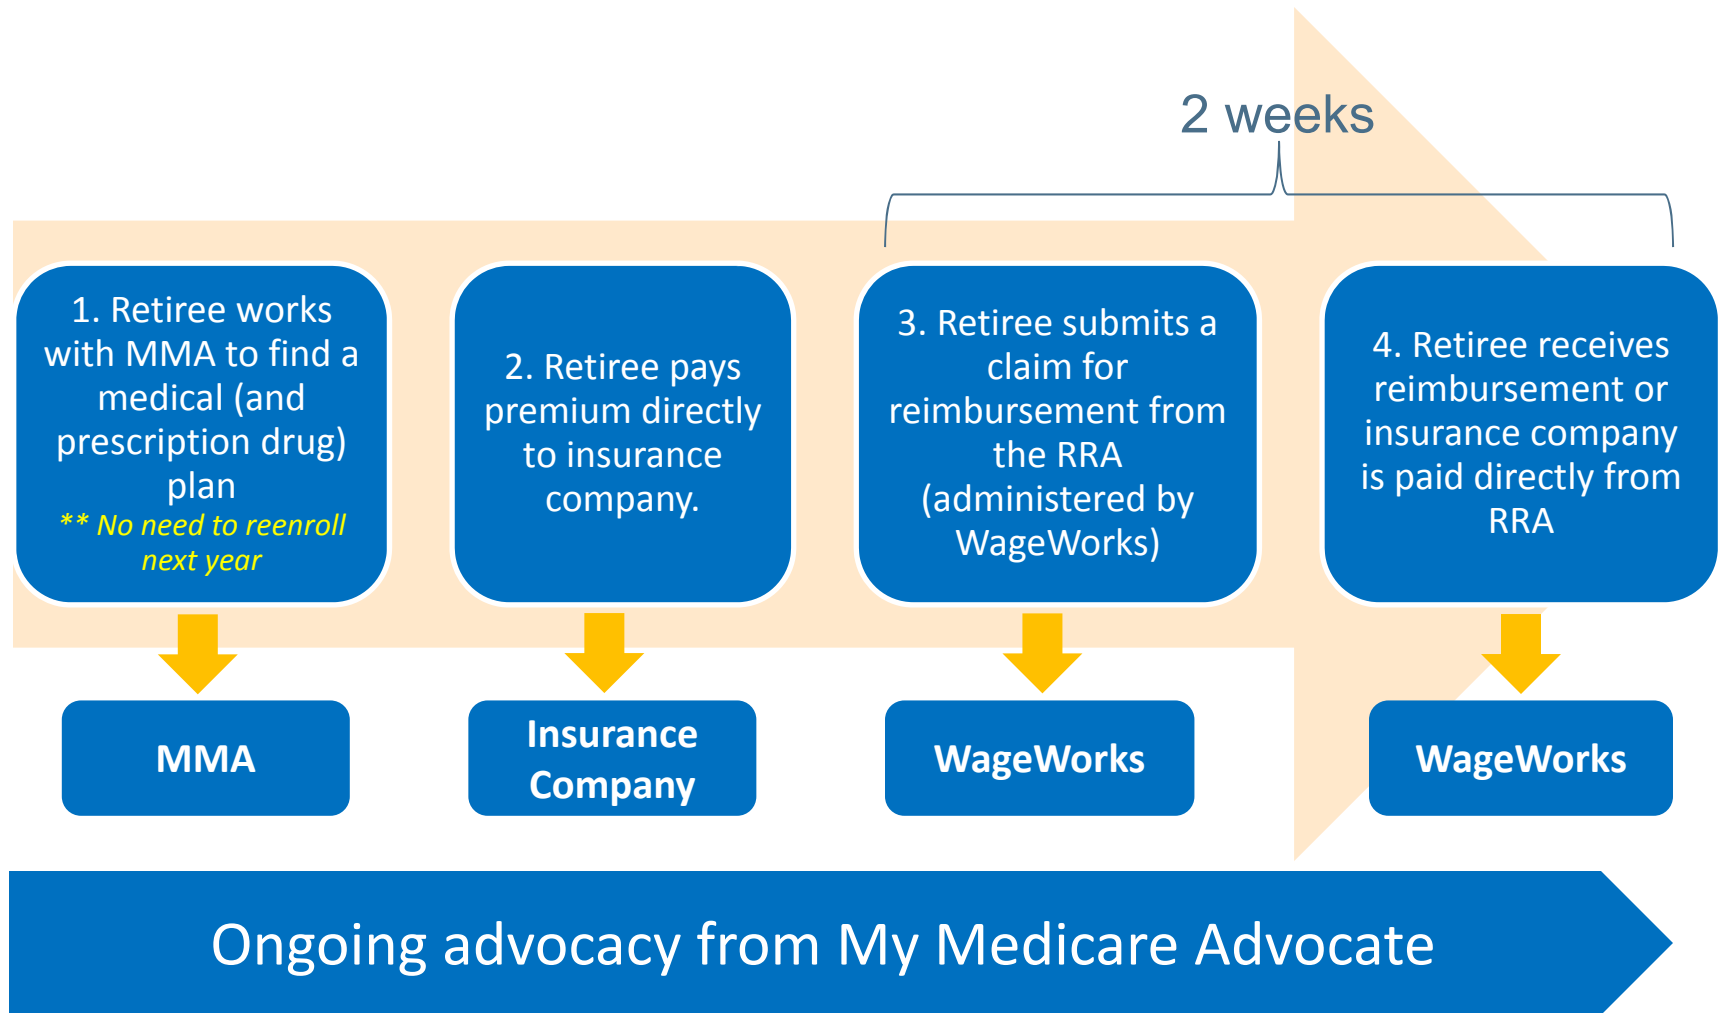 2 weeks
1. Retiree works
with MMA to find a
medical (and
prescription drug)
plan
** No need to reenroll
next year
2. Retiree pays
premium directly
to insurance
company.
3. Retiree submits a
claim for
reimbursement from
the RRA
(administered by
WageWorks)
4. Retiree receives
reimbursement or
insurance company
is paid directly from
RRA
MMA
Insurance
Company
WageWorks
WageWorks
Ongoing advocacy from My Medicare Advocate